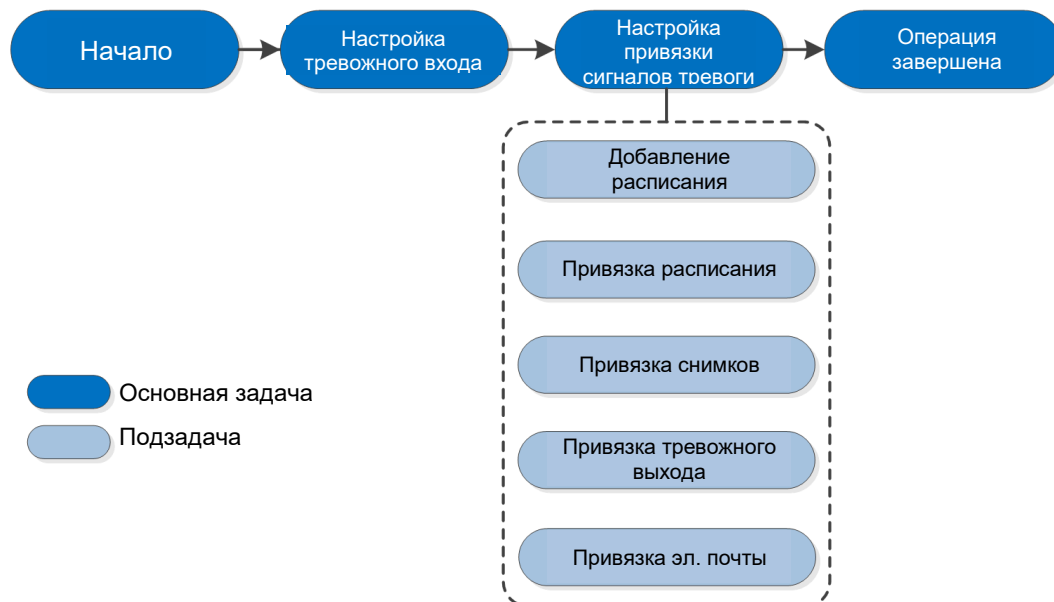 Начало
Настройка
тревожного входа
Настройка
привязки
сигналов тревоги
Операция
завершена
Добавление
расписания
Привязка расписания
Привязка снимков
Привязка тревожного
выхода
Привязка эл. почты
Основная задача
Подзадача